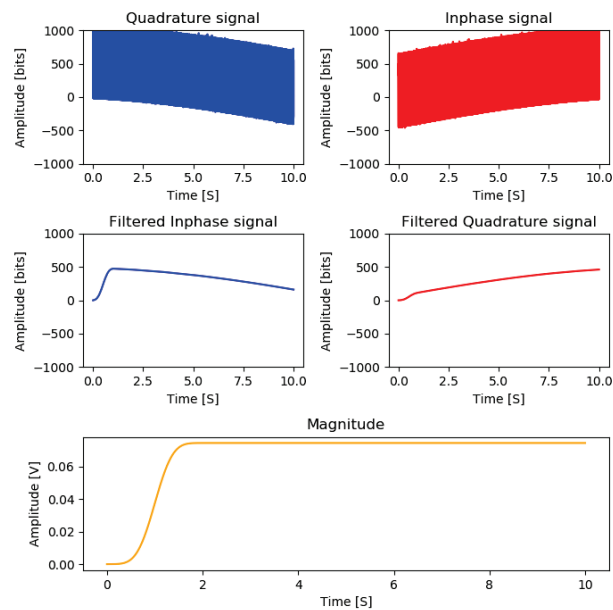 Quadrature signal
Inphase signal
1000
500
0
−500
−1000
Amplitude [bits]
0.0 2.5 5.0 7.5 10.0
Time [S]
1000
500
0
−500
−1000
Amplitude [bits]
0.0 2.5 5.0 7.5 10.0
Time [S]
Filtered Inphase signal
Filtered Quadrature signal
1000
500
0
−500
−1000
Amplitude [bits]
0.0 2.5 5.0 7.5 10.0
Time [S]
1000
500
0
−500
−1000
Amplitude [bits]
0.0 2.5 5.0 7.5 10.0
Time [S]
Magnitude
0.06
0.04
0.02
0.00
Amplitude [V]
0 2 4 6 8 10
Time [S]